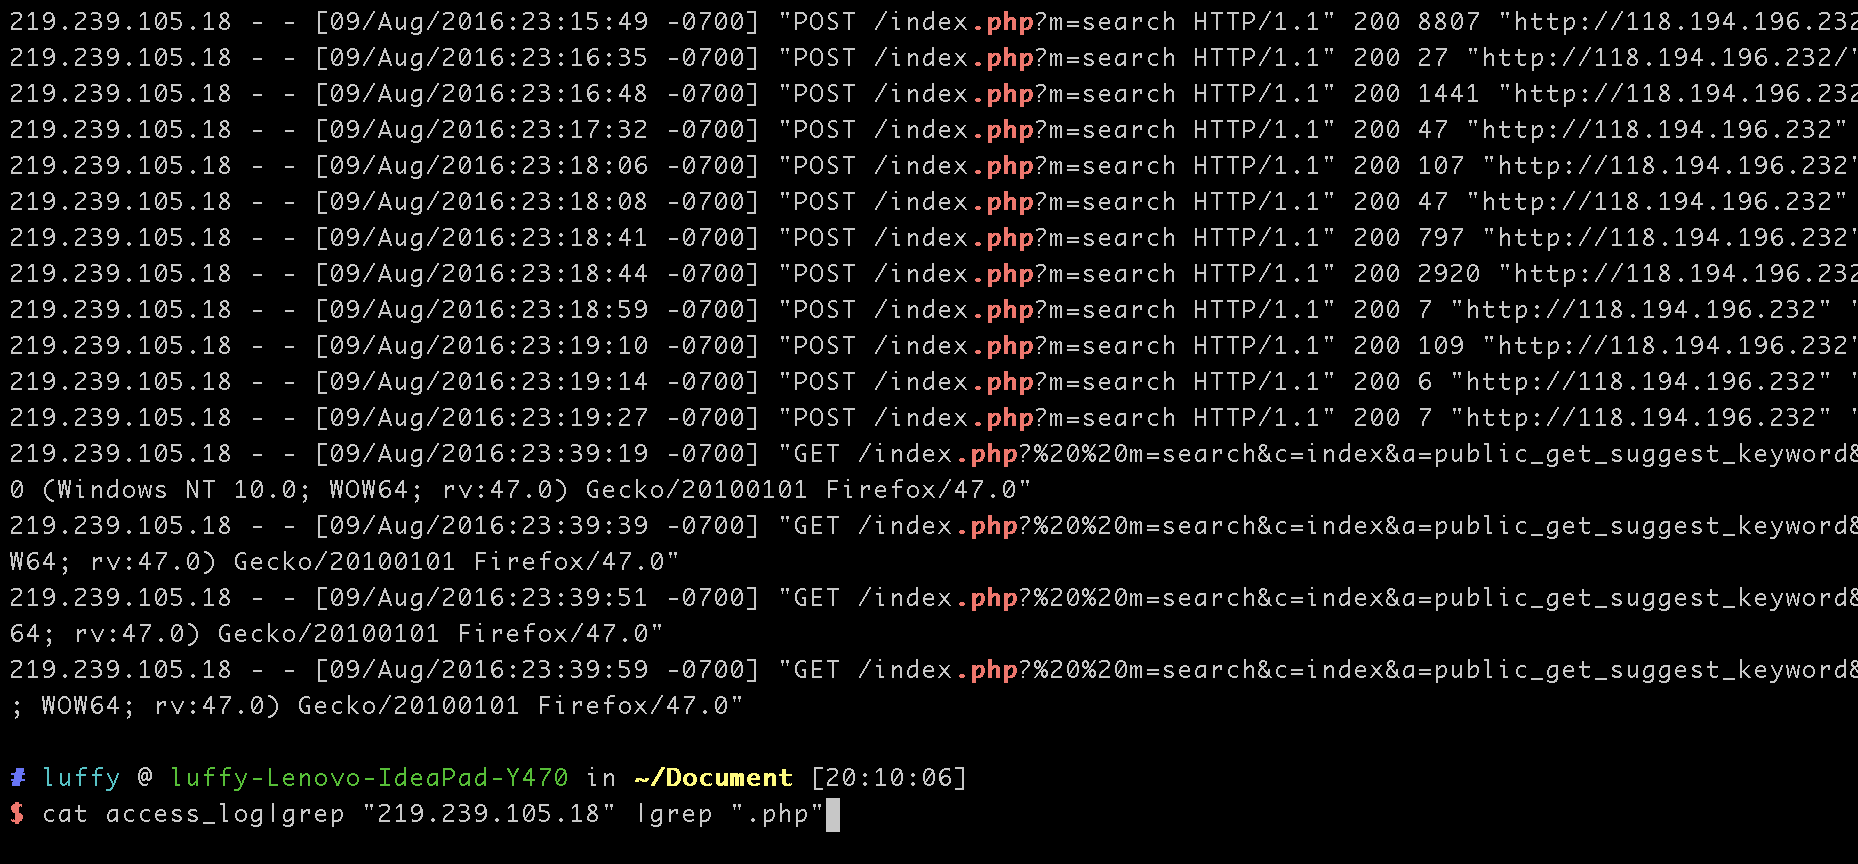 219.239.105.18 - - [09/Aug/2016:23:15:49 -0700] "POST /index.php?m=search HTTP/1.1" 200 8807 "http://118.194.196.232
219.239.105.18 - - [09/Aug/2016:23:16:35 -0700] "POST /index.php?m=search HTTP/1.1" 200 27 "http://118.194.196.232/"
219.239.105.18 - - [09/Aug/2016:23:16:48 -0700] "POST /index.php?m=search HTTP/1.1" 200 1441 "http://118.194.196.232
219.239.105.18 - - [09/Aug/2016:23:17:32 -0700] "POST /index.php?m=search HTTP/1.1" 200 47 "http://118.194.196.232"
219.239.105.18 - - [09/Aug/2016:23:18:06 -0700] "POST /index.php?m=search HTTP/1.1" 200 107 "http://118.194.196.232"
219.239.105.18 - - [09/Aug/2016:23:18:08 -0700] "POST /index.php?m=search HTTP/1.1" 200 47 "http://118.194.196.232"
219.239.105.18 - - [09/Aug/2016:23:18:41 -0700] "POST /index.php?m=search HTTP/1.1" 200 797 "http://118.194.196.232"
219.239.105.18 - - [09/Aug/2016:23:18:44 -0700] "POST /index.php?m=search HTTP/1.1" 200 2920 "http://118.194.196.232
219.239.105.18 - - [09/Aug/2016:23:18:59 -0700] "POST /index.php?m=search HTTP/1.1" 200 7 "http://118.194.196.232" "
219.239.105.18 - - [09/Aug/2016:23:19:10 -0700] "POST /index.php?m=search HTTP/1.1" 200 109 "http://118.194.196.232"
219.239.105.18 - - [09/Aug/2016:23:19:14 -0700] "POST /index.php?m=search HTTP/1.1" 200 6 "http://118.194.196.232" "
219.239.105.18 - - [09/Aug/2016:23:19:27 -0700] "POST /index.php?m=search HTTP/1.1" 200 7 "http://118.194.196.232" "
219.239.105.18 - - [09/Aug/2016:23:39:19 -0700] "GET /index.php?%20%20m=search&c=index&a=public_get_suggest_keyword&
0 (Windows NT 10.0; WOW64; rv:47.0) Gecko/20100101 Firefox/47.0"
219.239.105.18 - - [09/Aug/2016:23:39:39 -0700] "GET /index.php?%20%20m=search&c=index&a=public_get_suggest_keyword&
W64; rv:47.0) Gecko/20100101 Firefox/47.0"
219.239.105.18 - - [09/Aug/2016:23:39:51 -0700] "GET /index.php?%20%20m=search&c=index&a=public_get_suggest_keyword&
64; rv:47.0) Gecko/20100101 Firefox/47.0"
219.239.105.18 - - [09/Aug/2016:23:39:59 -0700] "GET /index.php?%20%20m=search&c=index&a=public_get_suggest_keyword&
; WOW64; rv:47.0) Gecko/20100101 Firefox/47.0"
# luffy @ luffy-Lenovo-IdeaPad-Y470 in ~/Document [20:10:06]
$ cat access_log|grep "219.239.105.18" |grep ".php"